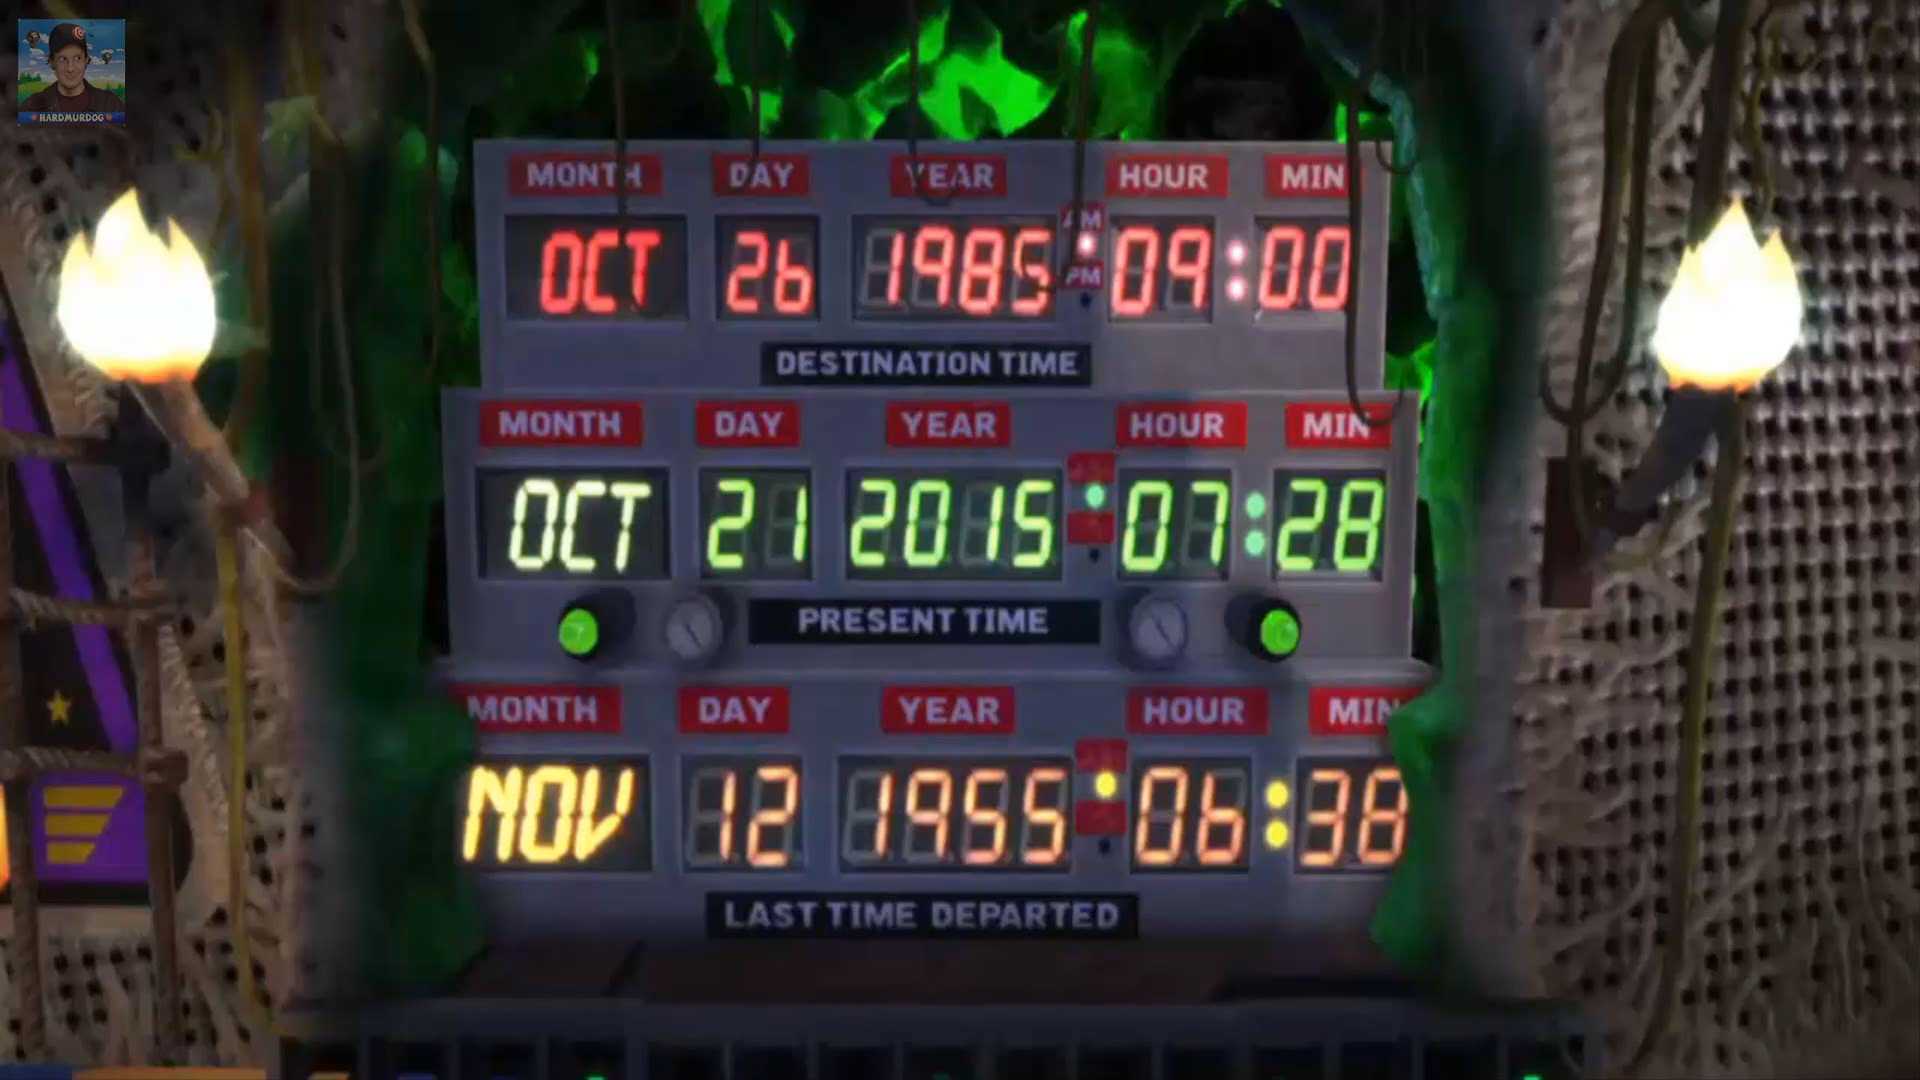 HARDMURDOG
MONTH DAY YEAR HOUR MIN
AM
OCT 26 1985 09:00
PM
DESTINATION TIME
MONTH DAY YEAR HOUR MIN
OCT 21 2015 07:28
PRESENT TIME
MONTH DAY YEAR HOUR MIN
NOV 12 1955 06:38
LAST TIME DEPARTED